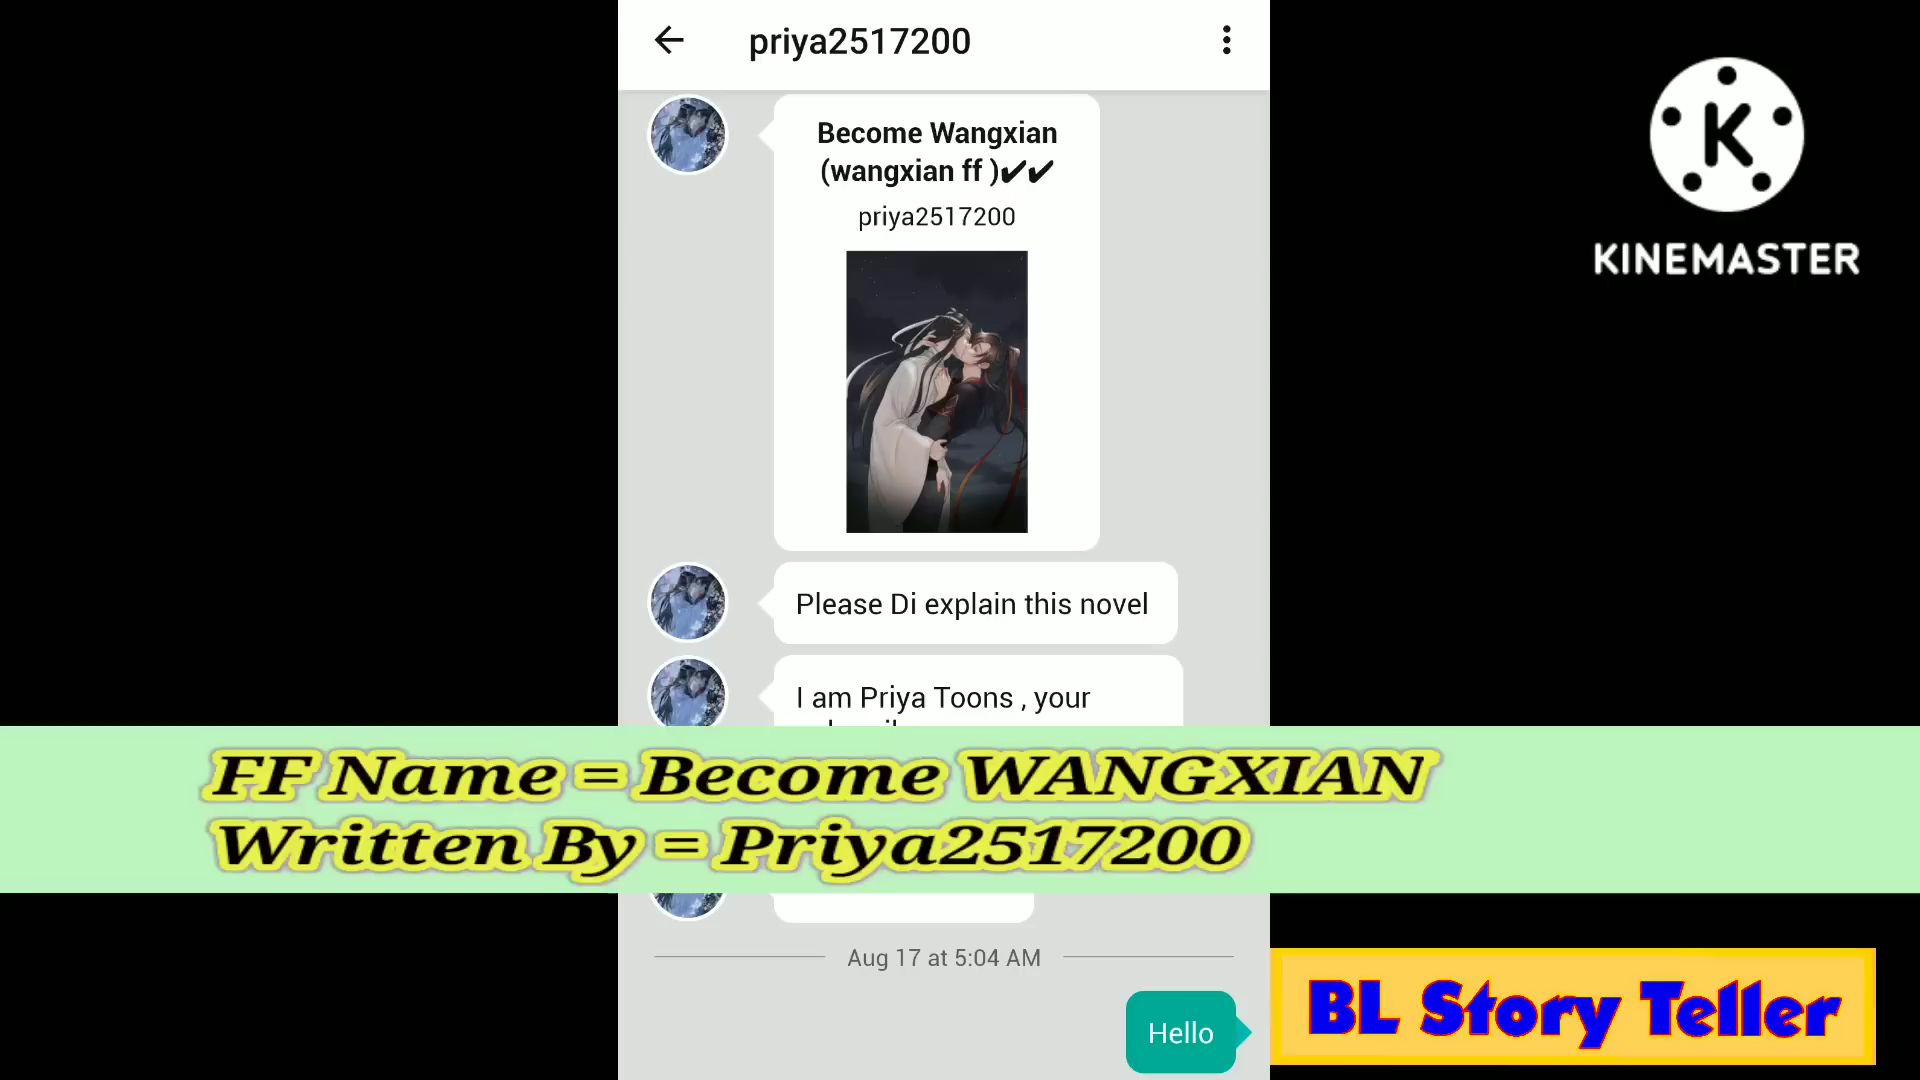 priya2517200
Become Wangxian
(wangxian ff )✔✔
priya2517200
Please Di explain this novel
I am Priya Toons , your
FF Name = Become WANGXIAN
Written By = Priya2517200
Aug 17 at 5:04 AM
Hello
K
KINEMASTER
BL Story Teller